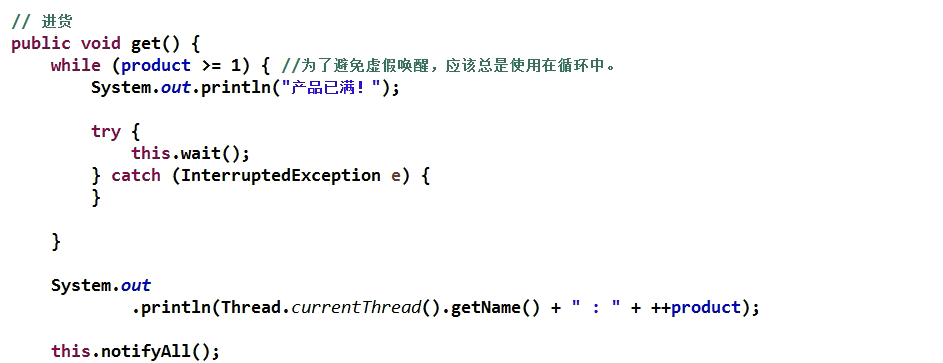 // 进货
public void get() {
    while (product >= 1) { //为了避免虚假唤醒，应该总是使用在循环中。
        System.out.println("产品已满！");
        try {
            this.wait();
        } catch (InterruptedException e) {
        }
    }
    System.out
            .println(Thread.currentThread().getName() + " : " + ++product);
    this.notifyAll();